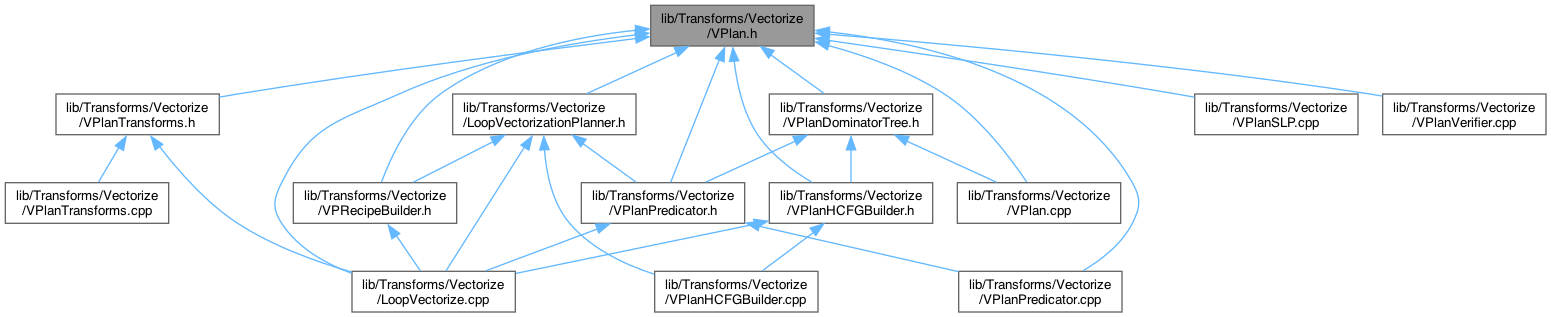 lib/Transforms/Vectorize
/VPlan.h
lib/Transforms/Vectorize
/VPlanTransforms.h
lib/Transforms/Vectorize
/LoopVectorizationPlanner.h
lib/Transforms/Vectorize
/VPlanDominatorTree.h
lib/Transforms/Vectorize
/VPlanSLP.cpp
lib/Transforms/Vectorize
/VPlanVerifier.cpp
lib/Transforms/Vectorize
/VPlanTransforms.cpp
lib/Transforms/Vectorize
/VPRecipeBuilder.h
lib/Transforms/Vectorize
/VPlanPredicator.h
lib/Transforms/Vectorize
/VPlanHCFGBuilder.h
lib/Transforms/Vectorize
/VPlan.cpp
lib/Transforms/Vectorize
/LoopVectorize.cpp
lib/Transforms/Vectorize
/VPlanHCFGBuilder.cpp
lib/Transforms/Vectorize
/VPlanPredicator.cpp